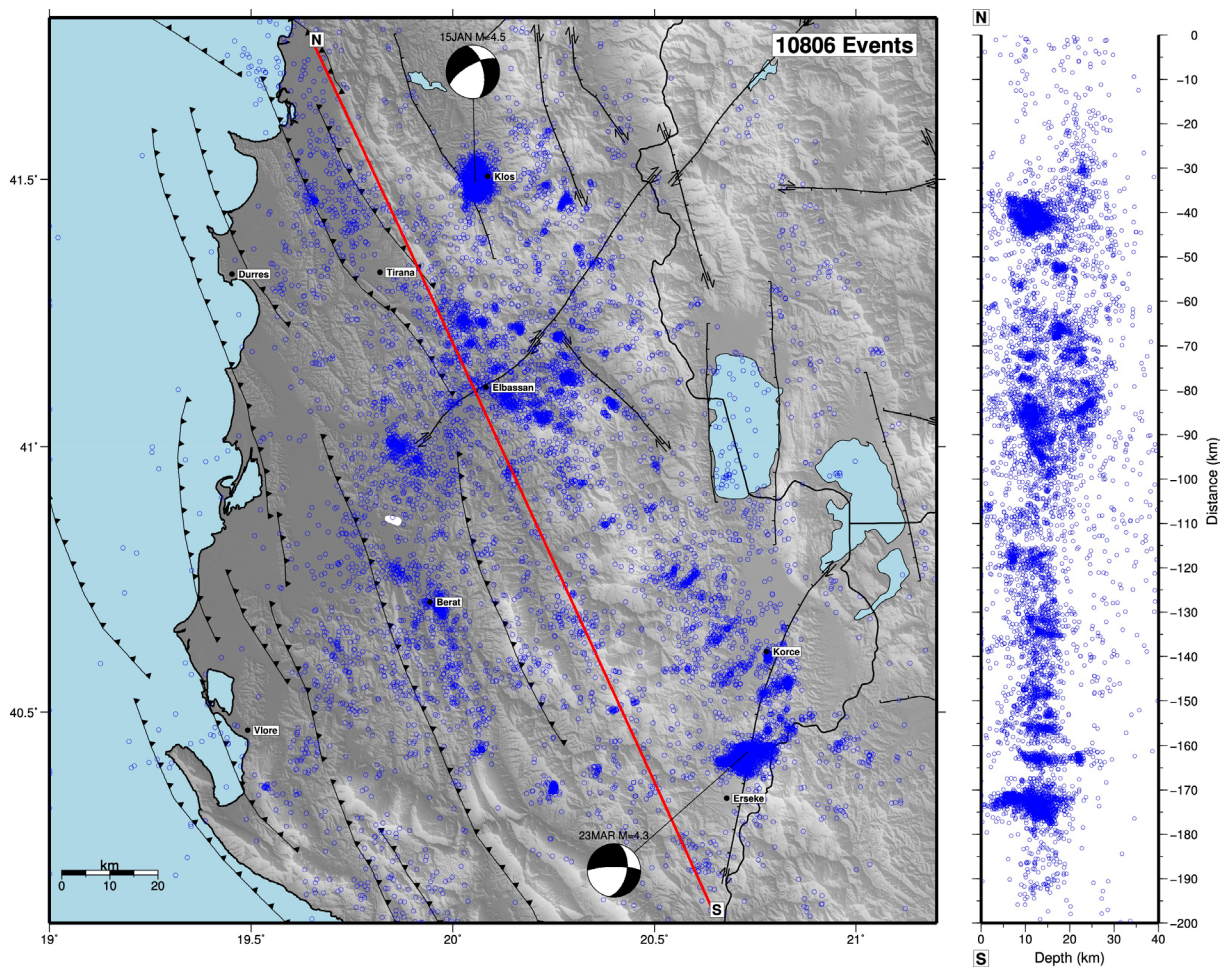 N
15JAN M=4.5
10806 Events
Klos
Durres
Tirana
Elbassan
Berat
Korce
Vlore
Erseke
23MAR M=4.3
S
km
0 10 20
41.5˚
41˚
40.5˚
19˚ 19.5˚ 20˚ 20.5˚ 21˚
N
0
−10
−20
−30
−40
−50
−60
−70
−80
−90
−100
−110
−120
−130
−140
−150
−160
−170
−180
−190
−200
Distance (km)
0 10 20 30 40
S
Depth (km)